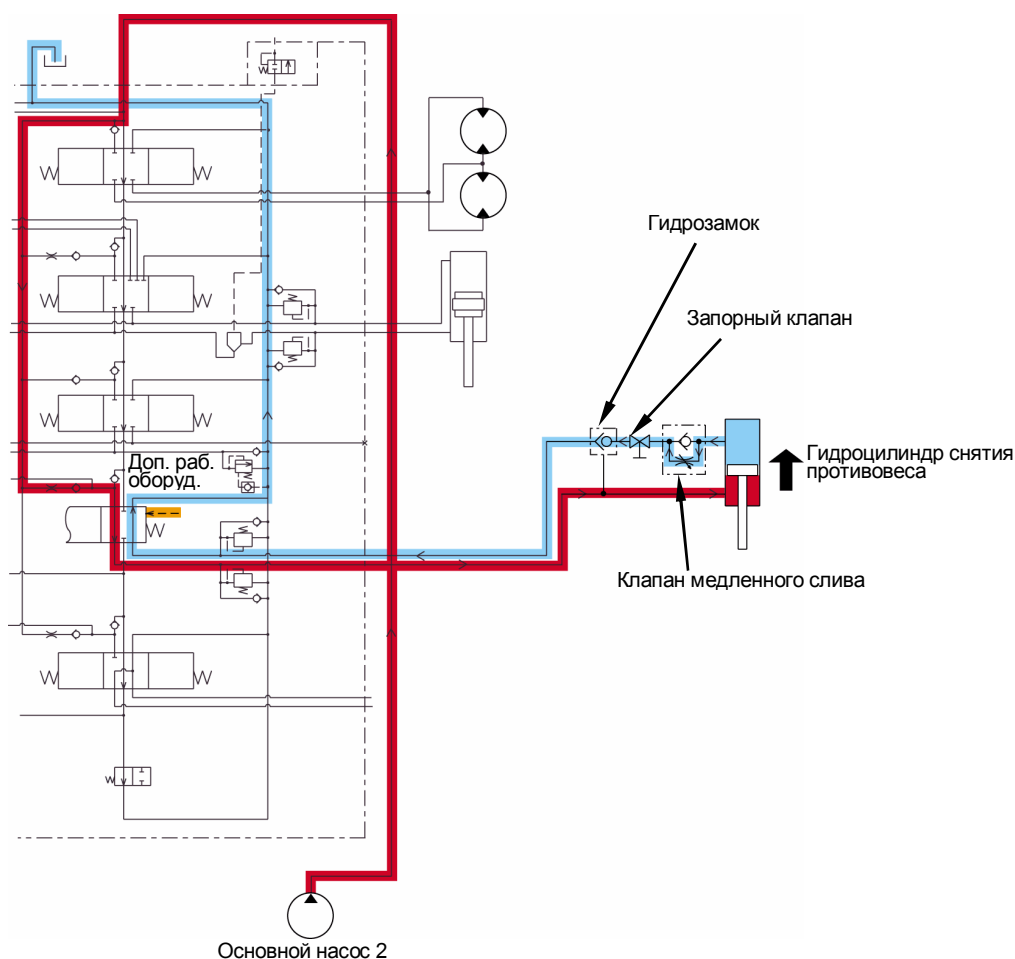 Гидрозамок
Запорный клапан
Гидроцилиндр снятия
противовеса
Доп. раб.
оборуд.
Клапан медленного слива
Основной насос 2